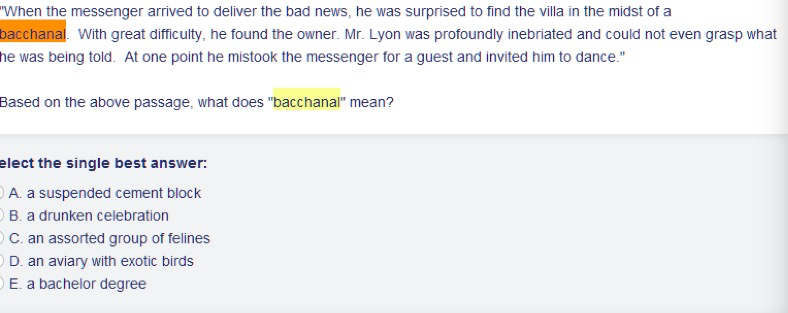 "When the messenger arrived to deliver the bad news, he was surprised to find the villa in the midst of a
bacchanal. With great difficulty, he found the owner. Mr. Lyon was profoundly inebriated and could not even grasp what
he was being told. At one point he mistook the messenger for a guest and invited him to dance."
Based on the above passage, what does "bacchanal" mean?
elect the single best answer:
A. a suspended cement block
B. a drunken celebration
C. an assorted group of felines
D. an aviary with exotic birds
E. a bachelor degree